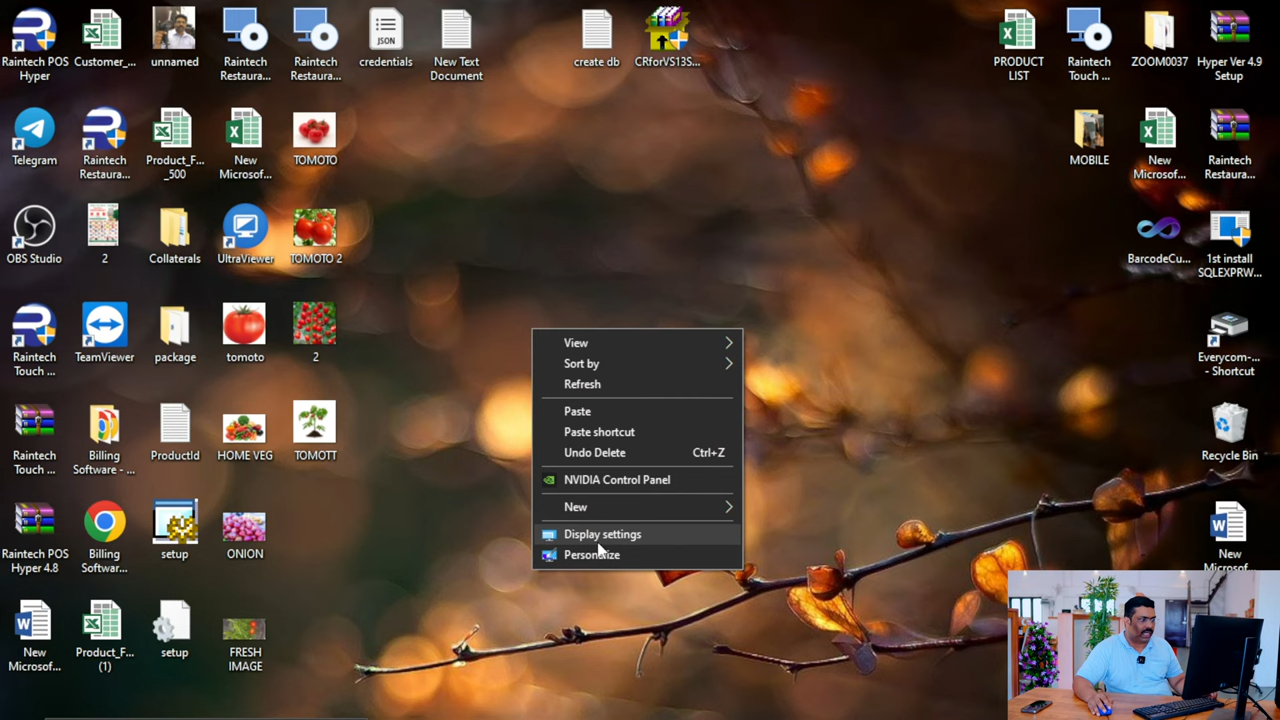 Raintech POS
Hyper
Customer_...
unnamed
Raintech
Restaura...
Raintech
Restaura...
JSON
credentials
New Text
Document
create db
CRforVS13S...
PRODUCT
LIST
Raintech
Touch ...
ZOOM0037
Hyper Ver 4.9
Setup
Telegram
Raintech
Restaura...
Product_F...
_500
New
Microsof...
TOMOTO
MOBILE
New
Microsof...
Raintech
Restaura...
OBS Studio
2
Collaterals
UltraViewer
TOMOTO 2
BarcodeCu...
1st install
SQLEXPRW...
Raintech
Touch ...
TeamViewer
package
tomoto
2
Everycom-...
- Shortcut
View
Sort by
Refresh
Paste
Paste shortcut
Undo Delete Ctrl+Z
NVIDIA Control Panel
New
Display settings
Personalize
Raintech
Touch ...
Billing
Software - ...
ProductId
HOME VEG
TOMOTT
Recycle Bin
Raintech POS
Hyper 4.8
Billing
Softwar...
setup
ONION
New
Microsof...
New
Microsof...
Product_F...
(1)
setup
FRESH
IMAGE